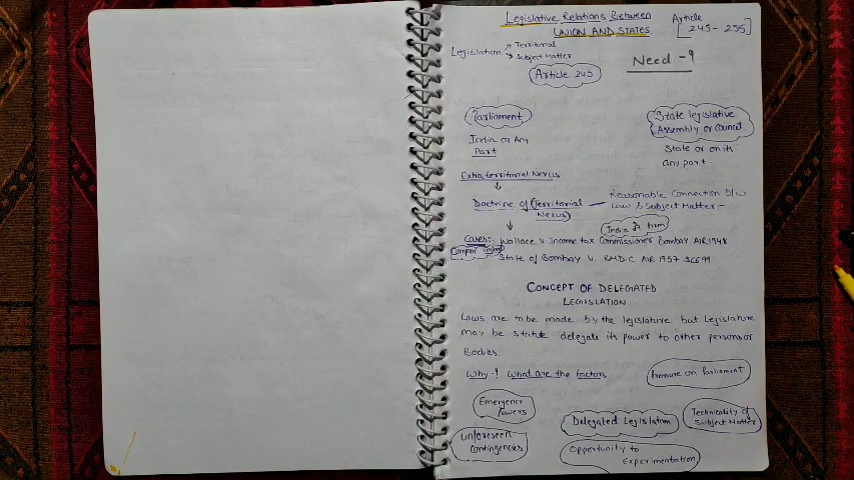 Legislative Relations Between
UNION AND STATES
Article
[245-255]
Legislation
Territorial
Subject Matter
Need - ?
Article 245
Parliament
India or Any
Part
State legislative
Assembly or Council.
State or on its
any part
Extraterritorial Nexus
Doctrine of (Territorial
Nexus)
Reasonable Connection b/w
Law & Subject Matter -
India
Cases:- Wallace v. Income tax Commissioner Bombay AIR 1948
State of Bombay V. RMDC AIR 1957 SC 699
CONCEPT OF DELEGATED
LEGISLATION
Laws are to be made by the legislature but Legislature
may be statute delegate its power to other persons or
Bodies.
Why-? What are the factors
Pressure on Parliament
Emergency
Powers
Delegated Legislation
Technicality of
Subject Matter
Unforeseen
Contingencies
Opportunity to
Experimentation